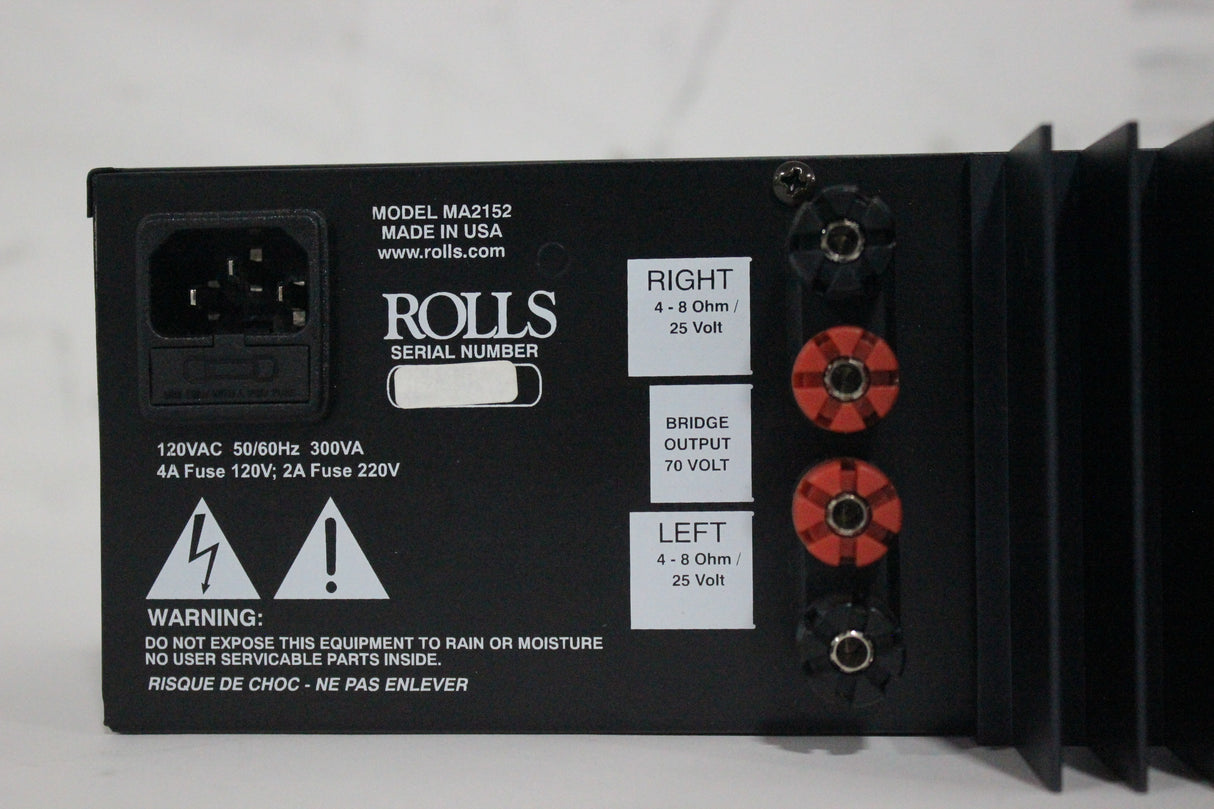 MODEL MA2152
MADE IN USA
www.rolls.com
ROLLS
SERIAL NUMBER
120VAC 50/60Hz 300VA
4A Fuse 120V; 2A Fuse 220V
WARNING:
DO NOT EXPOSE THIS EQUIPMENT TO RAIN OR MOISTURE
NO USER SERVICABLE PARTS INSIDE.
RISQUE DE CHOC - NE PAS ENLEVER
RIGHT
4 - 8 Ohm /
25 Volt
BRIDGE
OUTPUT
70 VOLT
LEFT
4 - 8 Ohm /
25 Volt